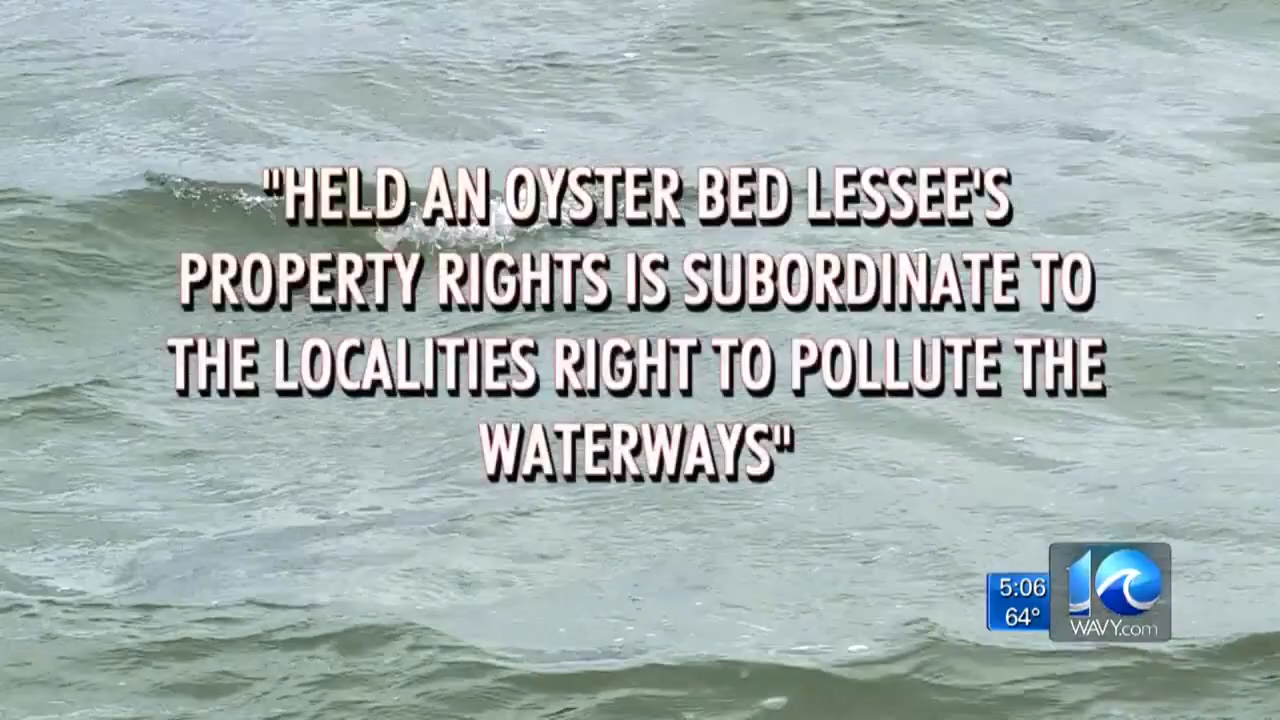 "HELD AN OYSTER BED LESSEE'S
PROPERTY RIGHTS IS SUBORDINATE TO
THE LOCALITIES RIGHT TO POLLUTE THE
WATERWAYS"
5:06
64°
10
WAVY.com